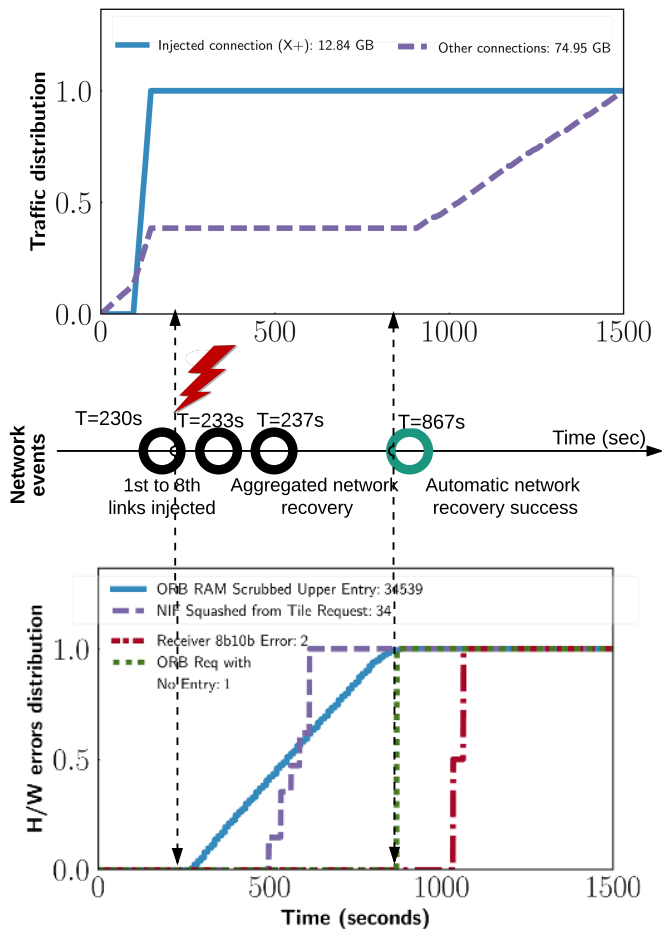 Injected connection (X+): 12.84 GB
Other connections: 74.95 GB
Traffic distribution
1.0
0.5
0.0
0
500
1000
1500
T=230s
T=233s
T=237s
T=867s
Time (sec)
Network
events
1st to 8th
links injected
Aggregated network
recovery
Automatic network
recovery success
H/W errors distribution
ORB RAM Scrubbed Upper Entry: 34539
NIF Squashed from Tile Request: 34
Receiver 8b10b Error: 2
ORB Req with
No Entry: 1
1.0
0.5
0.0
0
500
1000
1500
Time (seconds)